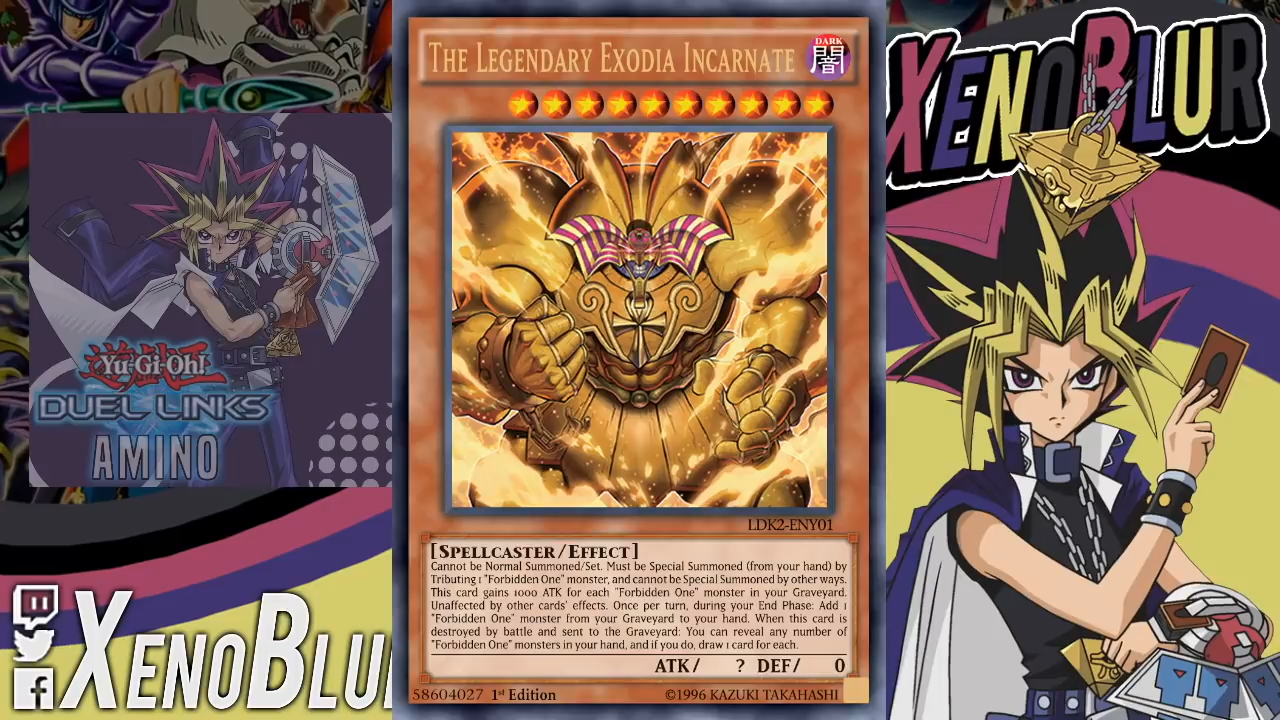 THE LEGENDARY EXODIA INCARNATE
DARK
闇
XENOBLUR
遊戯王
Yu-Gi-Oh!
DUEL LINKS
AMINO
LDK2-ENY01
[SPELLCASTER/EFFECT]
Cannot be Normal Summoned/Set. Must be Special Summoned (from your hand) by
Tributing 1 "Forbidden One" monster, and cannot be Special Summoned by other ways.
This card gains 1000 ATK for each "Forbidden One" monster in your Graveyard.
Unaffected by other cards' effects. Once per turn, during your End Phase: Add 1
"Forbidden One" monster from your Graveyard to your hand. When this card is
destroyed by battle and sent to the Graveyard: You can reveal any number of
"Forbidden One" monsters in your hand, and if you do, draw 1 card for each.
ATK/ ? DEF/ 0
58604027 1st Edition ©1996 KAZUKI TAKAHASHI
XENOBLUR